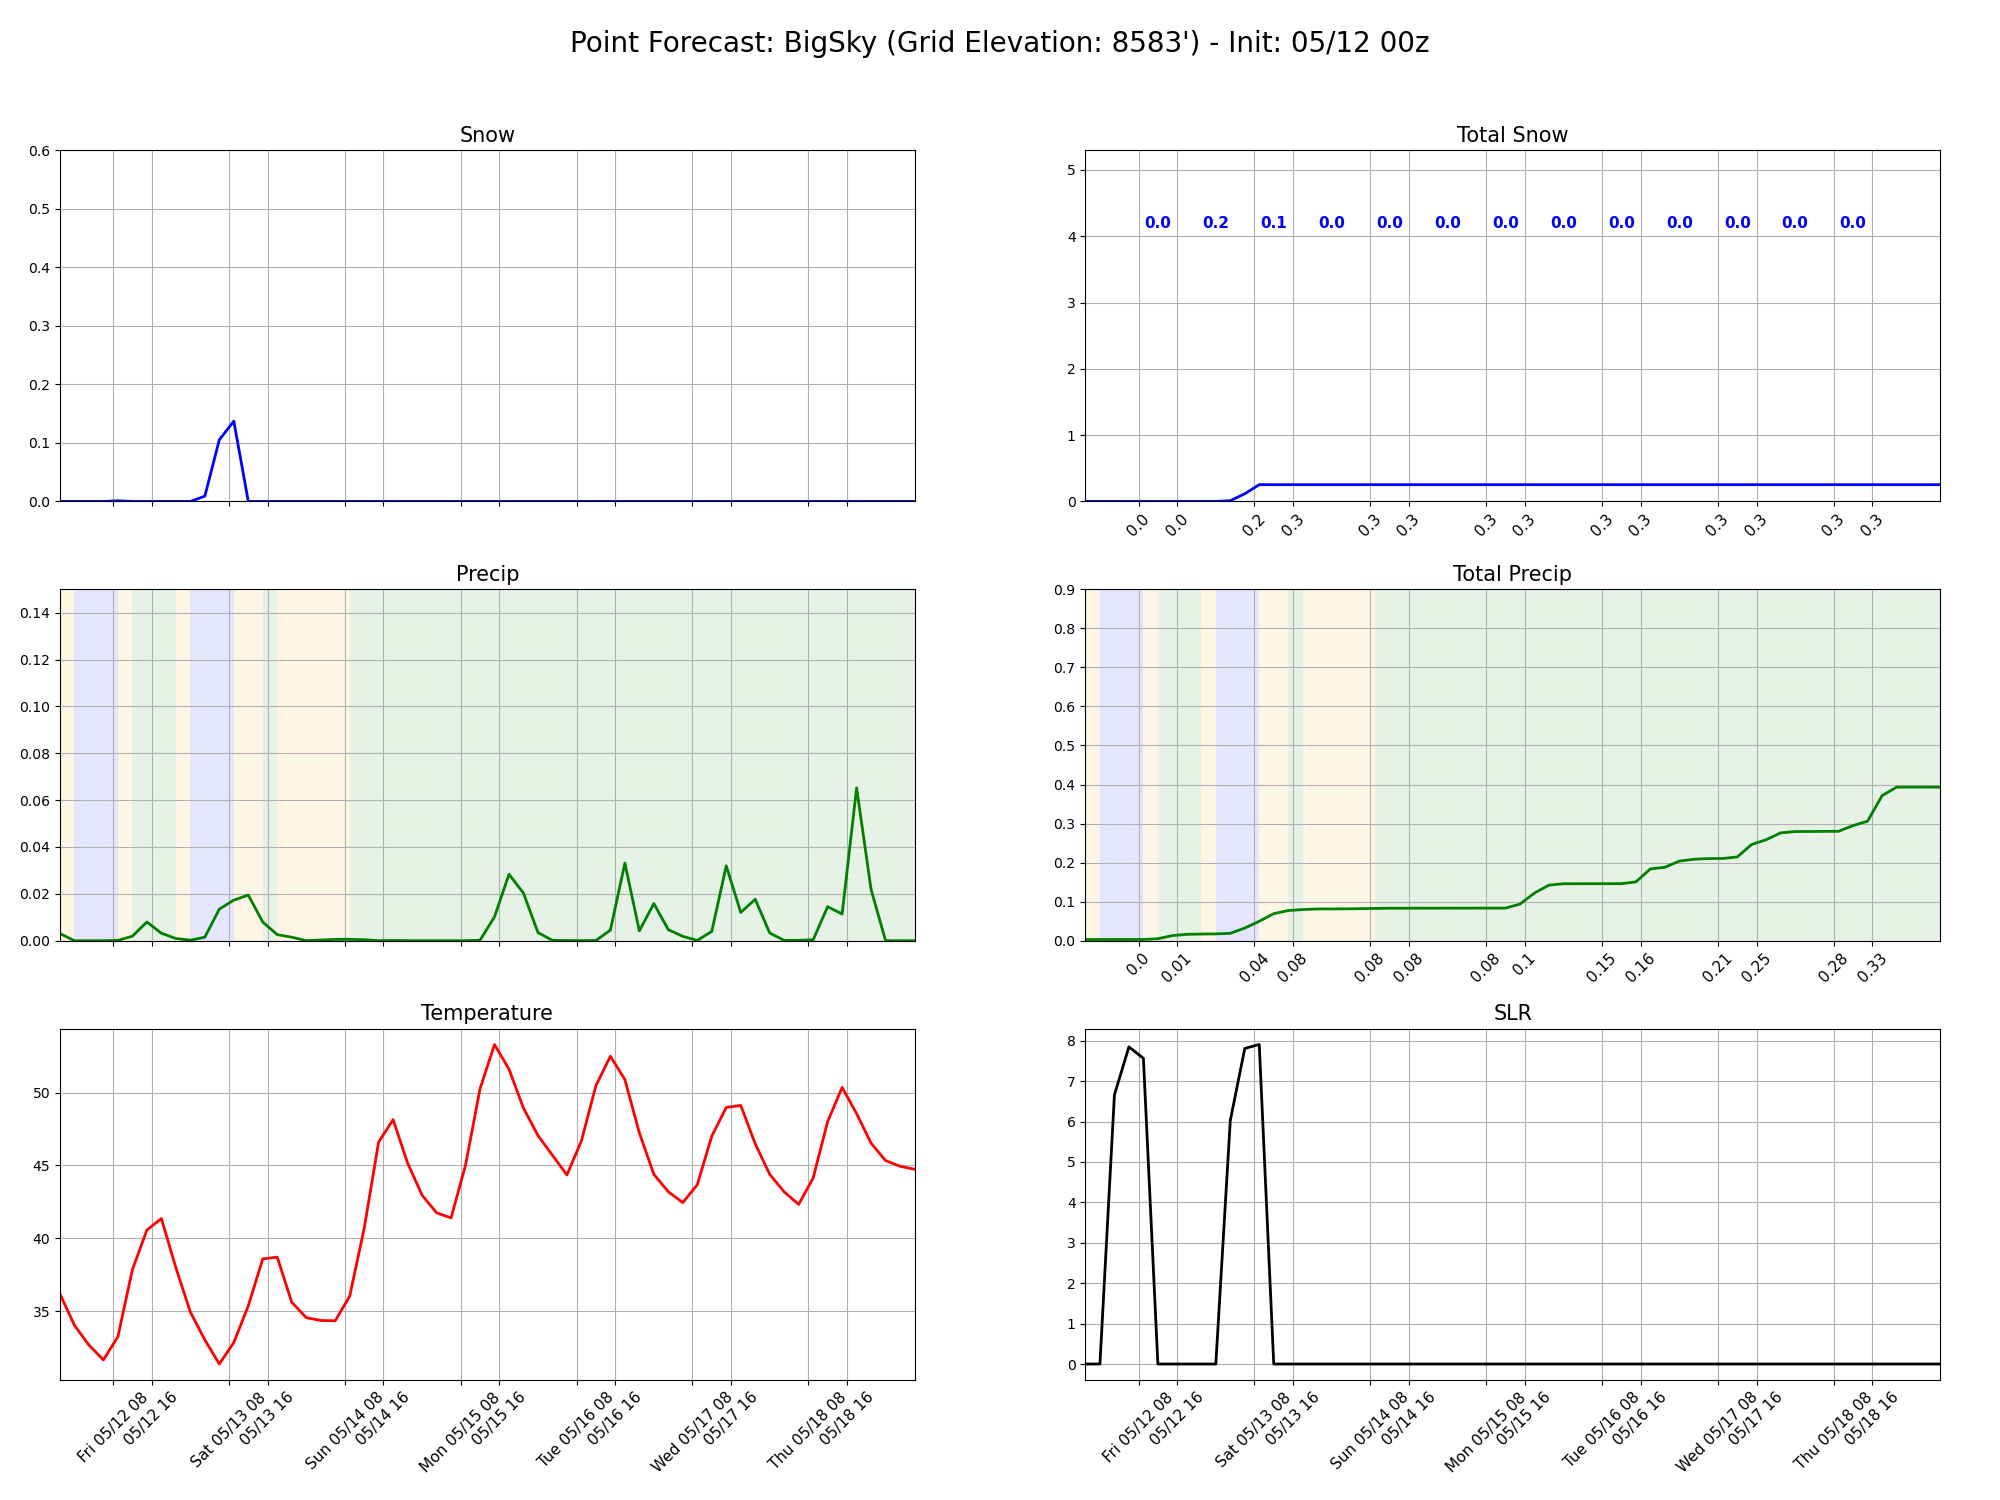 Point Forecast: BigSky (Grid Elevation: 8583') - Init: 05/12 00z
Snow
0.6
0.5
0.4
0.3
0.2
0.1
0.0
Total Snow
5
4
3
2
1
0
0.0 0.2 0.1 0.0 0.0 0.0 0.0 0.0 0.0 0.0 0.0 0.0 0.0
0.0 0.0 0.2 0.3 0.3 0.3 0.3 0.3 0.3 0.3 0.3 0.3 0.3 0.3
Precip
0.14
0.12
0.10
0.08
0.06
0.04
0.02
0.00
Total Precip
0.9
0.8
0.7
0.6
0.5
0.4
0.3
0.2
0.1
0.0
0.0 0.01 0.04 0.08 0.08 0.08 0.08 0.1 0.15 0.16 0.21 0.25 0.28 0.33
Temperature
50
45
40
35
Fri 05/12 08
05/12 16
Sat 05/13 08
05/13 16
Sun 05/14 08
05/14 16
Mon 05/15 08
05/15 16
Tue 05/16 08
05/16 16
Wed 05/17 08
05/17 16
Thu 05/18 08
05/18 16
SLR
8
7
6
5
4
3
2
1
0
Fri 05/12 08
05/12 16
Sat 05/13 08
05/13 16
Sun 05/14 08
05/14 16
Mon 05/15 08
05/15 16
Tue 05/16 08
05/16 16
Wed 05/17 08
05/17 16
Thu 05/18 08
05/18 16